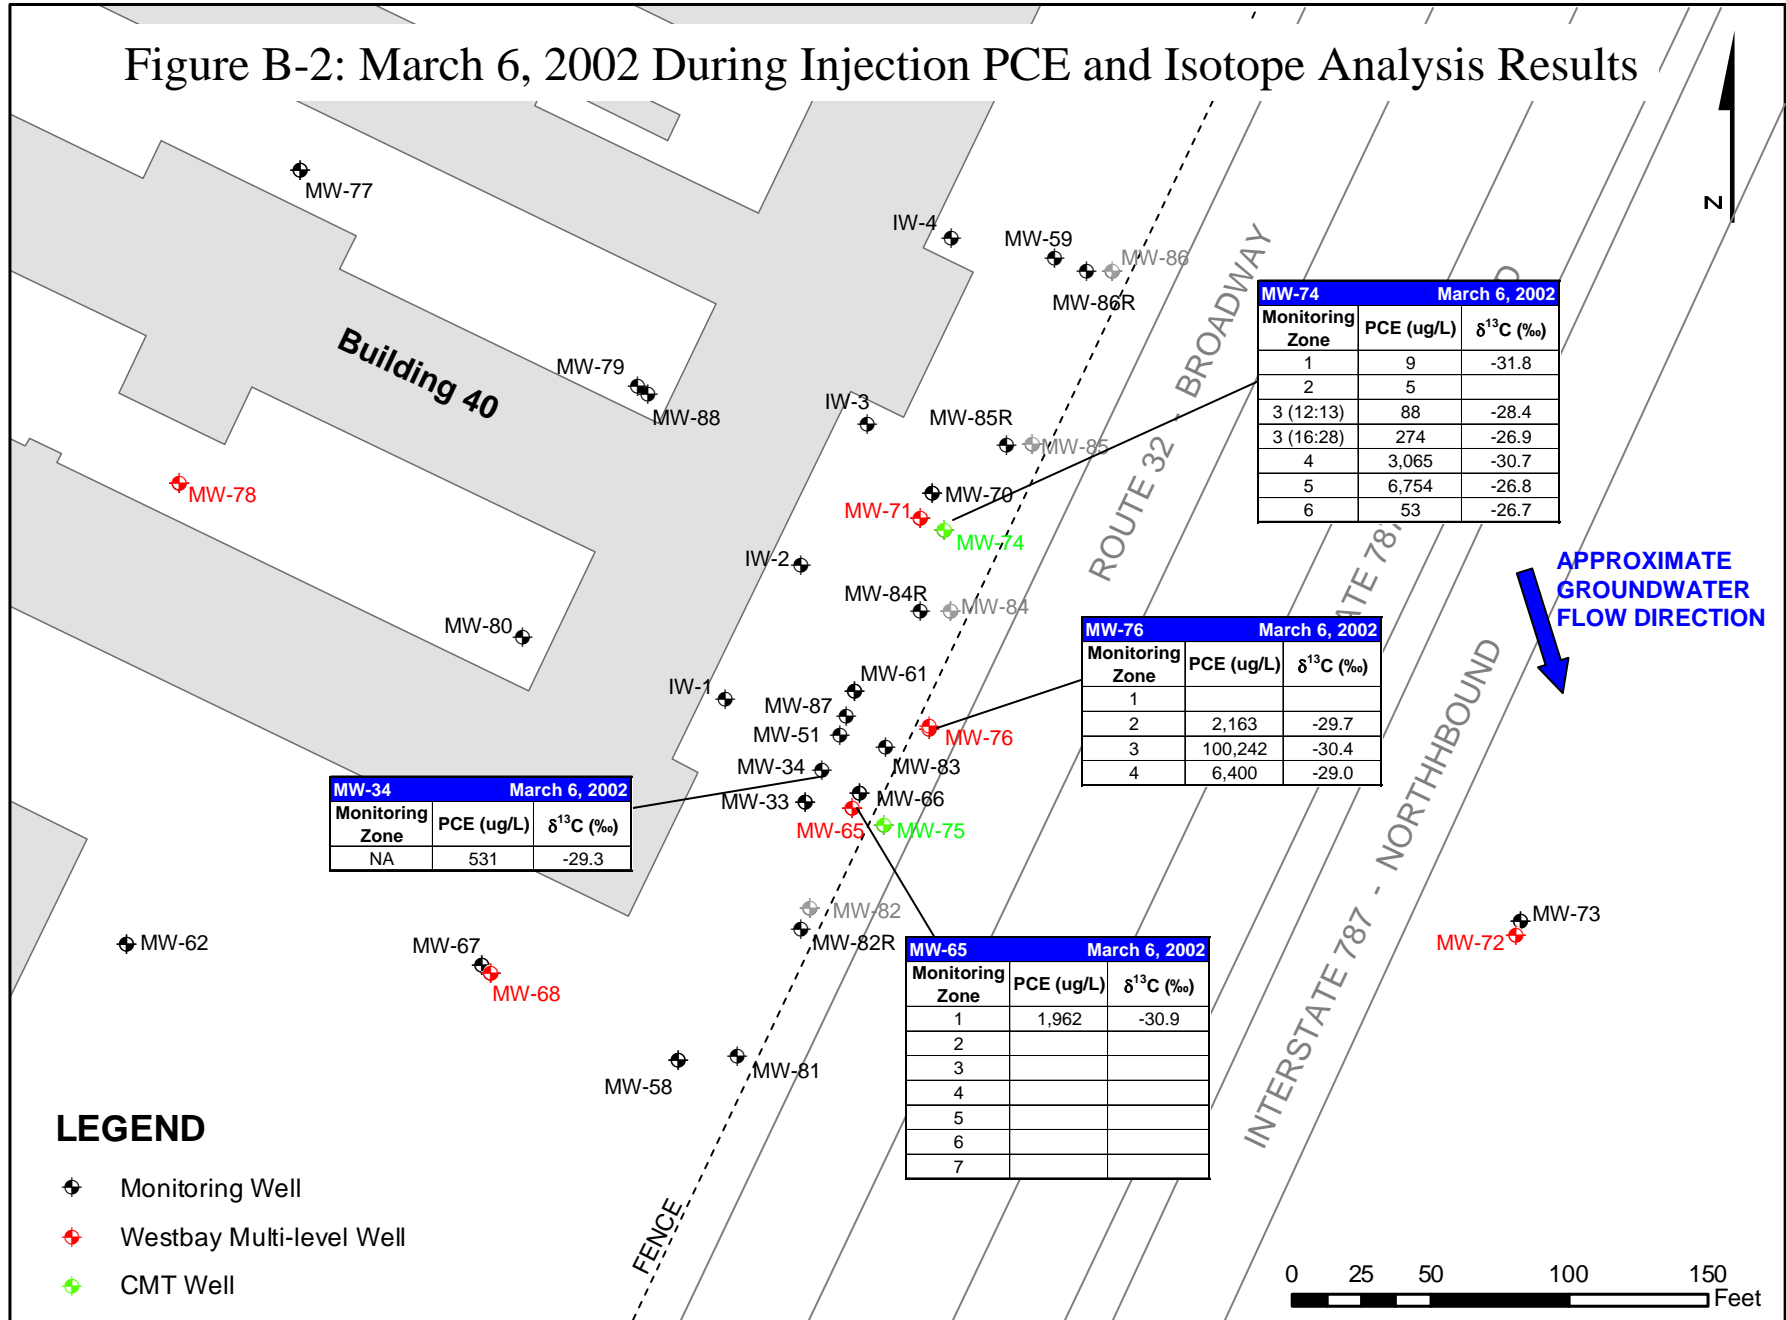 Figure B-2: March 6, 2002 During Injection PCE and Isotope Analysis Results
N
MW-77
IW-4
MW-59
MW-86
MW-86R
Building 40
MW-79
MW-88
IW-3
MW-85R
MW-85
ROUTE 32 - BROADWAY
MW-74 March 6, 2002
Monitoring Zone PCE (ug/L) δ13C (‰)
1 9 -31.8
2 5
3 (12:13) 88 -28.4
3 (16:28) 274 -26.9
4 3,065 -30.7
5 6,754 -26.8
6 53 -26.7
MW-78
MW-70
MW-71
MW-74
IW-2
MW-84R
MW-84
APPROXIMATE
GROUNDWATER
FLOW DIRECTION
MW-80
MW-61
IW-1
MW-87
MW-51
MW-76
MW-83
MW-34
MW-76 March 6, 2002
Monitoring Zone PCE (ug/L) δ13C (‰)
1
2 2,163 -29.7
3 100,242 -30.4
4 6,400 -29.0
MW-34 March 6, 2002
Monitoring Zone PCE (ug/L) δ13C (‰)
NA 531 -29.3
MW-33
MW-66
MW-65
MW-75
INTERSTATE 787 - NORTHHBOUND
MW-82
MW-82R
MW-73
MW-72
MW-62
MW-67
MW-68
MW-65 March 6, 2002
Monitoring Zone PCE (ug/L) δ13C (‰)
1 1,962 -30.9
2
3
4
5
6
7
MW-58
MW-81
FENCE
LEGEND
Monitoring Well
Westbay Multi-level Well
CMT Well
0 25 50 100 150
Feet